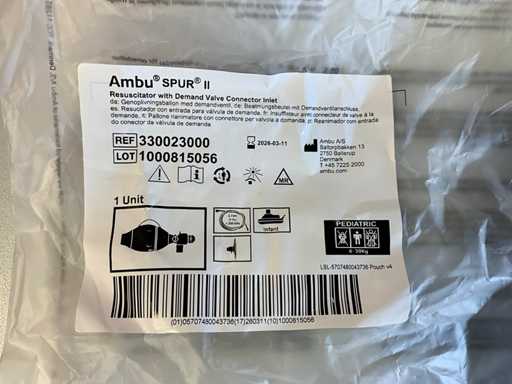 Ambu® SPUR® II
Resuscitator with Demand Valve Connector Inlet
da: Genoplivningsballon med demandventil, de: Beatmungsbeutel mit Demandventilanschluss,
es: Resucitador con entrada para válvula de demanda, fr: Insufflateur avec connecteur de valve à la
demande, it: Pallone rianimatore con connettore per valvola a domanda, p: Reanimador com entrada
do conector da válvula de demanda.
REF 330023000
LOT 1000815056
2026-03-11
Ambu A/S
Baltorpbakken 13
2750 Ballerup
Denmark
T +45 7225 2000
ambu.com
MR
1 Unit
Infant
PEDIATRIC
LBL-5707480043736 Pouch v4
(01)05707480043736(17)260311(10)1000815056